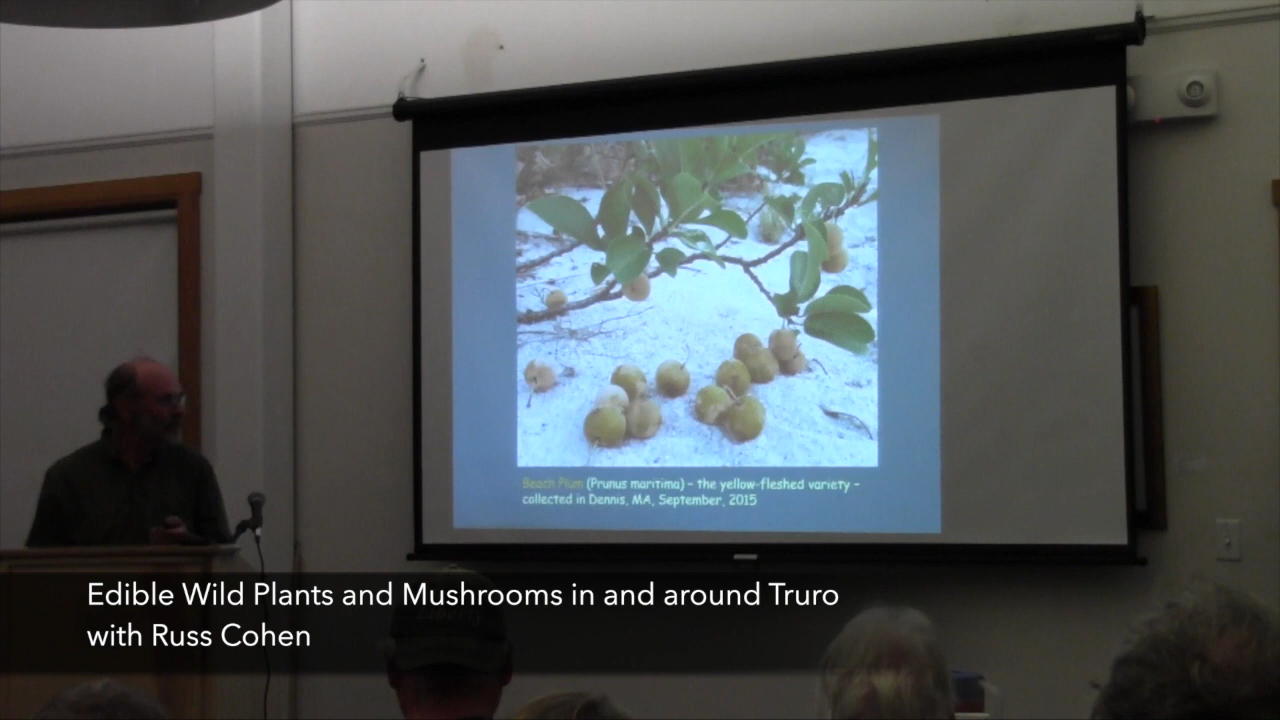 Beach Plum (Prunus maritima) – the yellow-fleshed variety –
collected in Dennis, MA, September, 2015
Edible Wild Plants and Mushrooms in and around Truro
with Russ Cohen